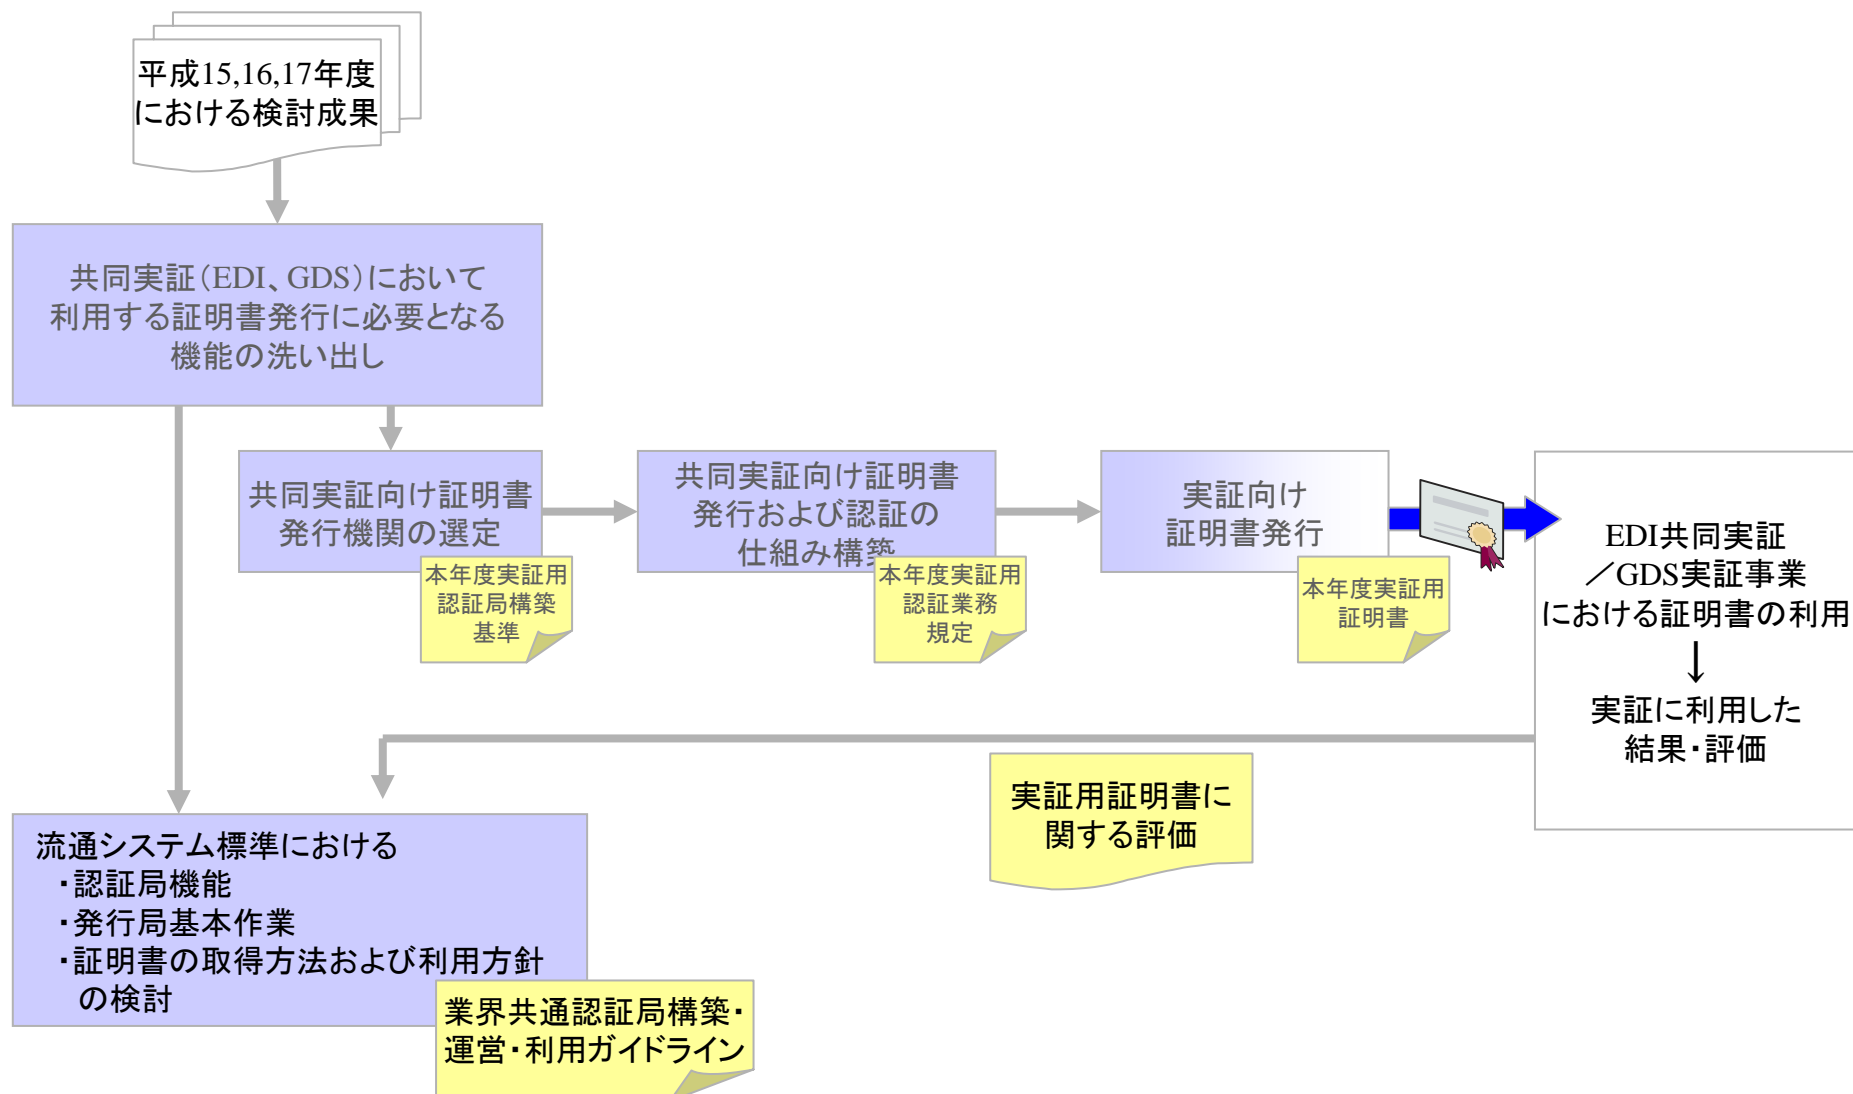 平成15,16,17年度
における検討成果
共同実証（EDI、GDS）において
利用する証明書発行に必要となる
機能の洗い出し
共同実証向け証明書
発行機関の選定
本年度実証用
認証局構築
基準
共同実証向け証明書
発行および認証の
仕組み構築
本年度実証用
認証業務
規定
実証向け
証明書発行
本年度実証用
証明書
EDI共同実証
／GDS実証事業
における証明書の利用
↓
実証に利用した
結果・評価
実証用証明書に
関する評価
流通システム標準における
・認証局機能
・発行局基本作業
・証明書の取得方法および利用方針
の検討
業界共通認証局構築・
運営・利用ガイドライン